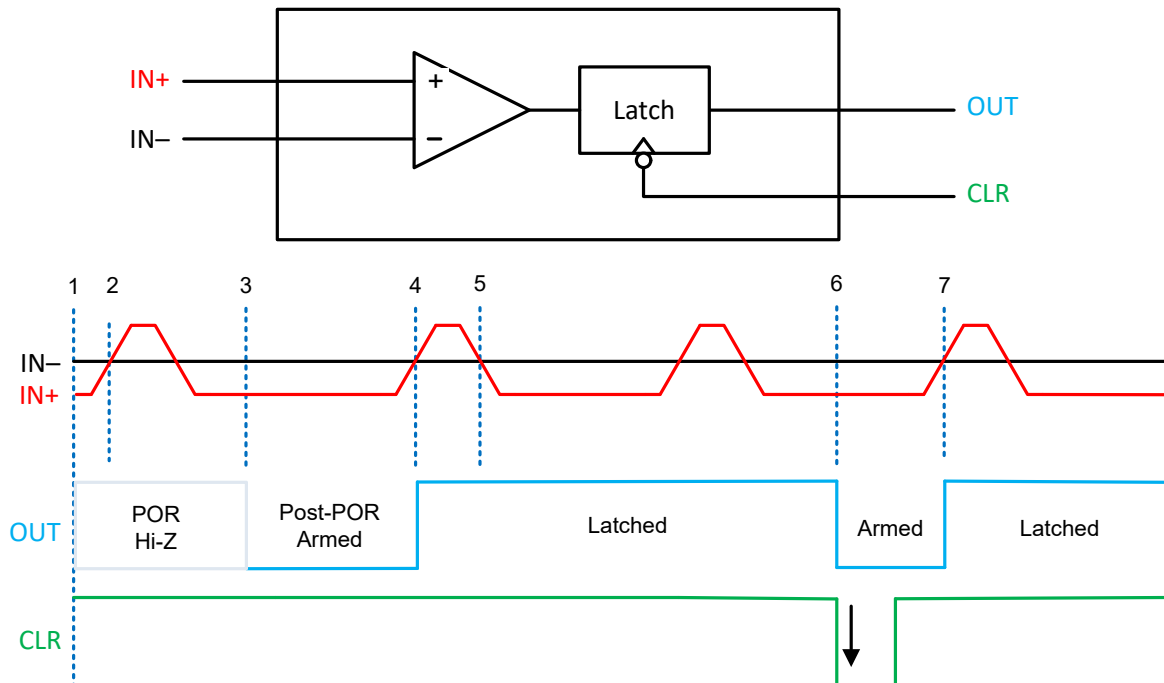 IN+
+
Latch
OUT
IN–
–
CLR
1 2 3 4 5 6 7
IN–
IN+
OUT
POR
Hi-Z
Post-POR
Armed
Latched
Armed
Latched
CLR